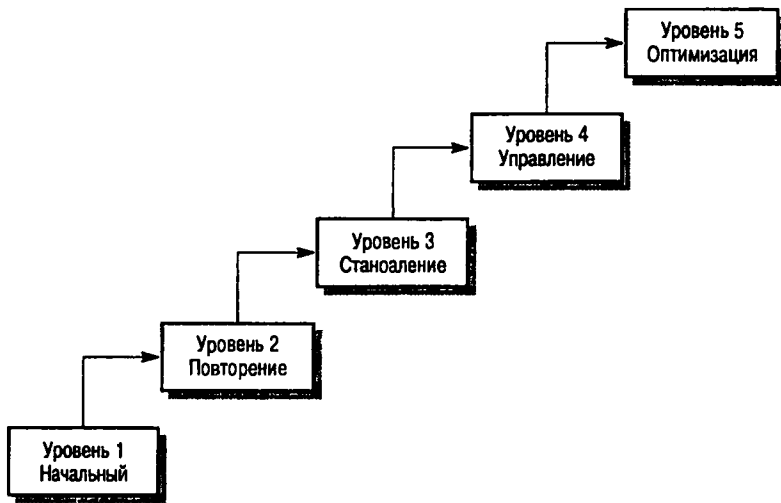 Уровень 5
Оптимизация
Уровень 4
Управление
Уровень 3
Станоаление
Уровень 2
Повторение
Уровень 1
Начальный